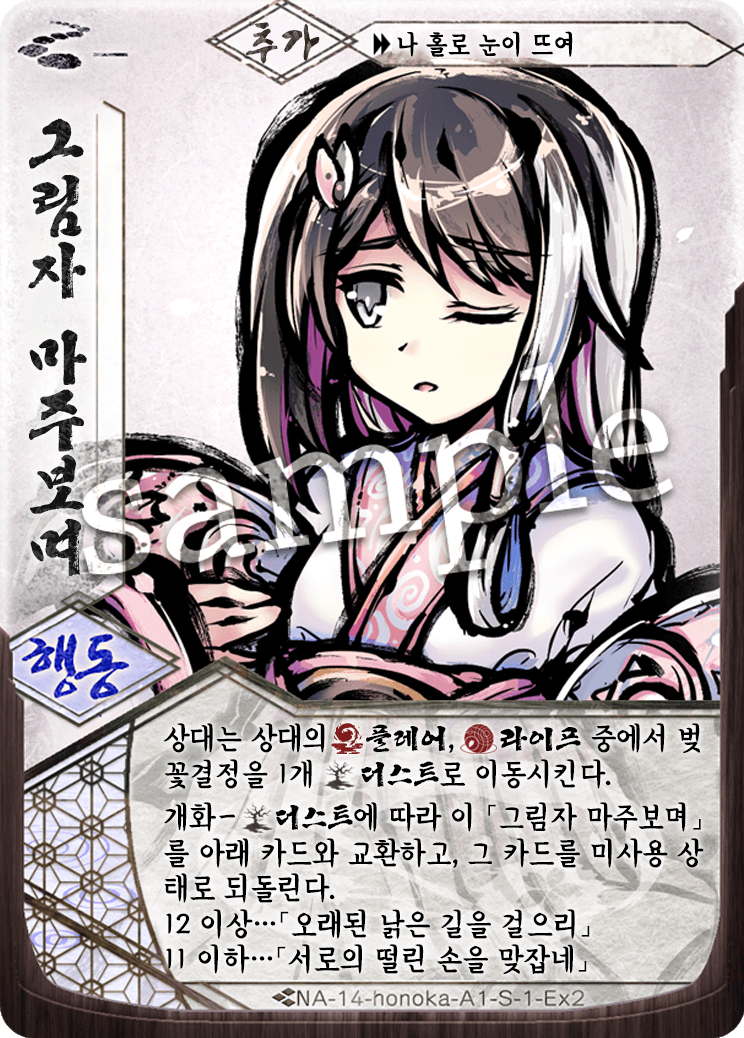 추가
나 홀로 눈이 뜨여
그림자 마주보며
sample
행동
상대는 상대의 플레어, 라이프 중에서 벚
꽃결정을 1개 더스트로 이동시킨다.
개화- 더스트에 따라 이 「그림자 마주보며」
를 아래 카드와 교환하고, 그 카드를 미사용 상
태로 되돌린다.
12 이상…「오래된 낡은 길을 걸으리」
11 이하…「서로의 떨린 손을 맞잡네」
NA-14-honoka-A1-S-1-Ex2